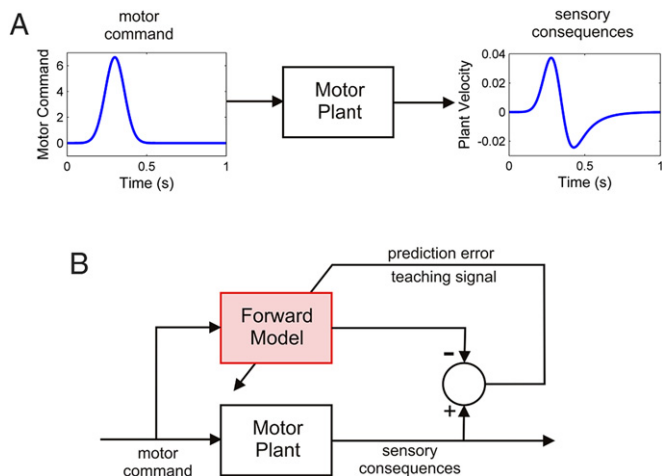 A
motor
command
Motor Command
6
4
2
0
0
0.5
1
Time (s)
Motor
Plant
sensory
consequences
Plant Velocity
0.04
0.02
0
-0.02
0
0.5
1
Time (s)
B
prediction error
teaching signal
Forward
Model
-
+
Motor
Plant
motor
command
sensory
consequences